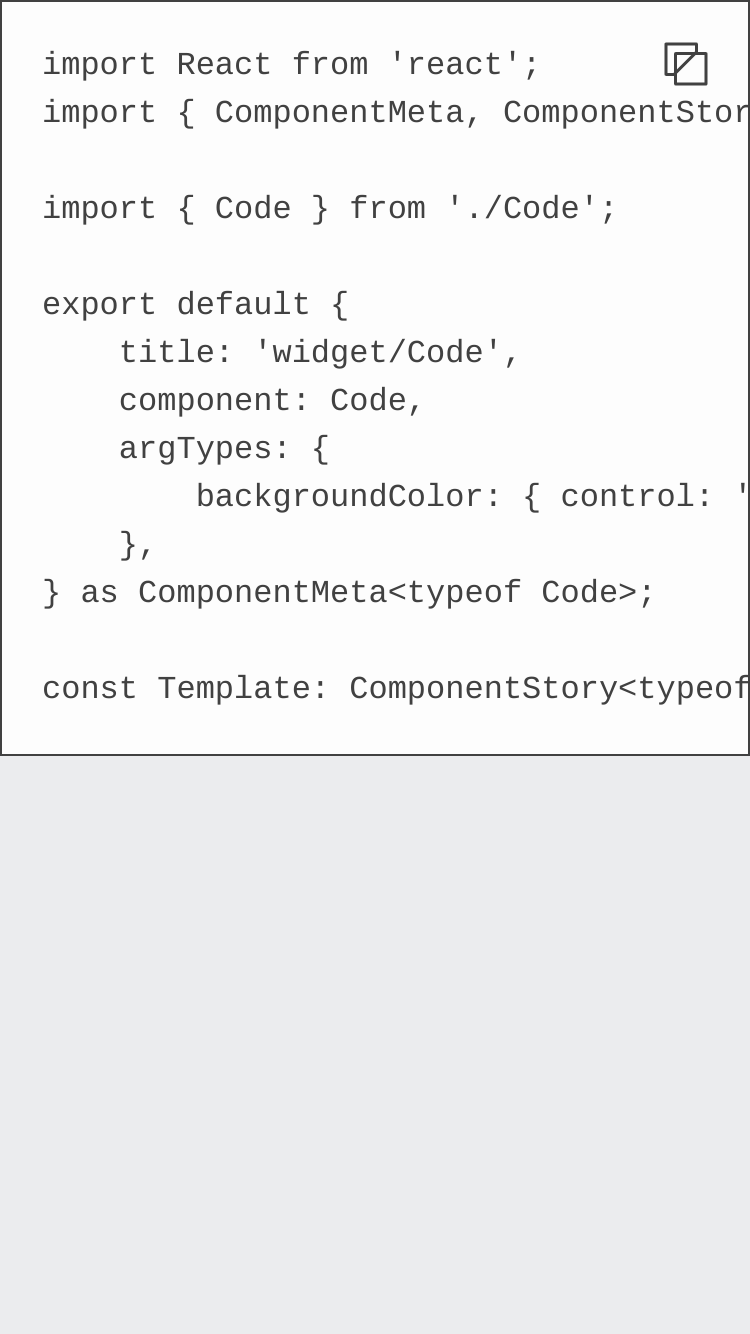 import React from 'react';
import { ComponentMeta, ComponentStor
import { Code } from './Code';
export default {
    title: 'widget/Code',
    component: Code,
    argTypes: {
        backgroundColor: { control: '
    },
} as ComponentMeta<typeof Code>;
const Template: ComponentStory<typeof